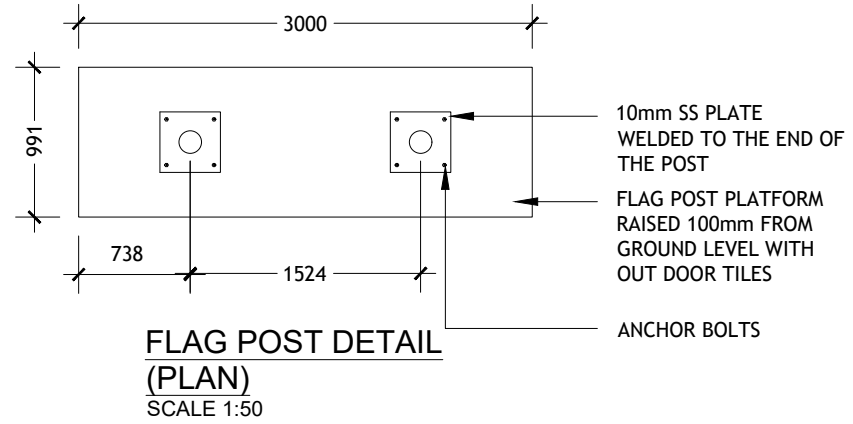 3000
991
738
1524
10mm SS PLATE
WELDED TO THE END OF
THE POST
FLAG POST PLATFORM
RAISED 100mm FROM
GROUND LEVEL WITH
OUT DOOR TILES
ANCHOR BOLTS
FLAG POST DETAIL
(PLAN)
SCALE 1:50